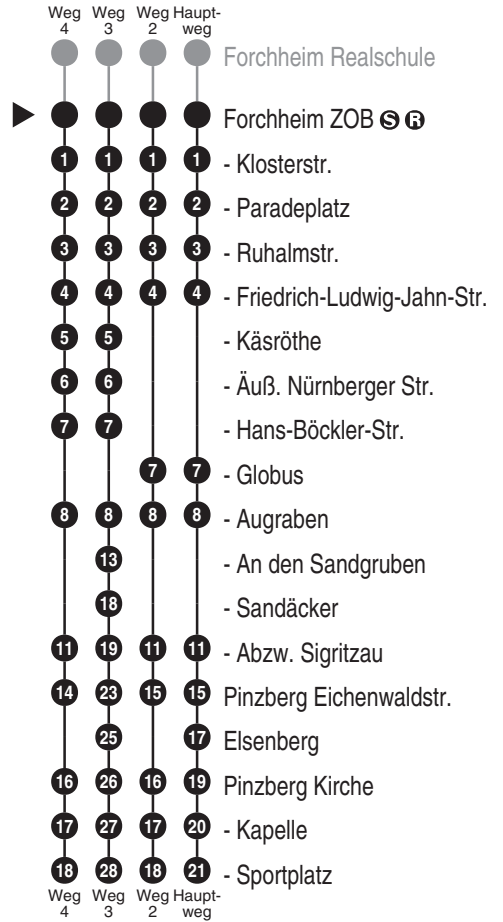 Weg Weg Weg Haupt-
4 3 2 weg
Forchheim Realschule
Forchheim ZOB S R
1 1 1 1 - Klosterstr.
2 2 2 2 - Paradeplatz
3 3 3 3 - Ruhalmstr.
4 4 4 4 - Friedrich-Ludwig-Jahn-Str.
5 5 - Käsröthe
6 6 - Äuß. Nürnberger Str.
7 7 - Hans-Böckler-Str.
7 7 - Globus
8 8 8 8 - Augraben
13 - An den Sandgruben
18 - Sandäcker
11 19 11 11 - Abzw. Sigritzau
14 23 15 15 Pinzberg Eichenwaldstr.
25 17 Elsenberg
16 26 16 19 Pinzberg Kirche
17 27 17 20 - Kapelle
18 28 18 21 - Sportplatz
Weg Weg Weg Haupt-
4 3 2 weg